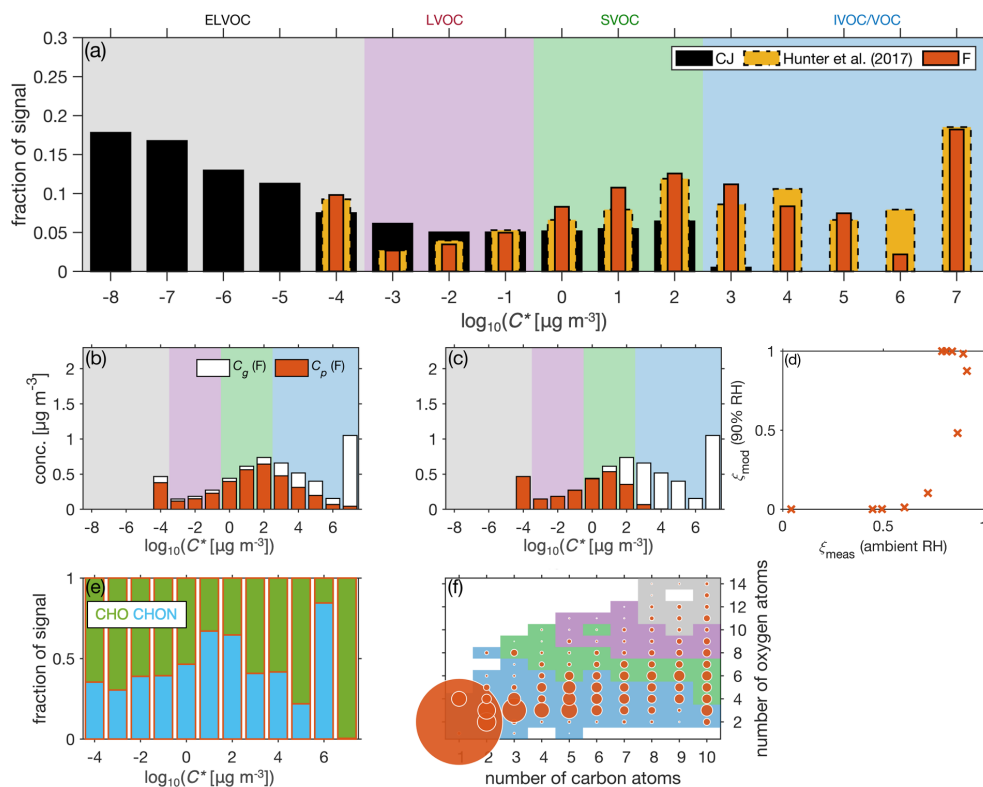 ELVOC LVOC SVOC IVOC/VOC
(a)
CJ Hunter et al. (2017) F
0.3
0.25
0.2
0.15
0.1
0.05
0
fraction of signal
-8 -7 -6 -5 -4 -3 -2 -1 0 1 2 3 4 5 6 7
log10(C* [µg m-3])
(b)
Cg (F)
Cp (F)
2
1.5
1
0.5
0
conc. [µg m-3]
-8 -6 -4 -2 0 2 4 6
log10(C* [µg m-3])
(c)
2
1.5
1
0.5
0
-8 -6 -4 -2 0 2 4 6
log10(C* [µg m-3])
(d)
1
0.5
0
ξmod (90% RH)
0 0.5 1
ξmeas (ambient RH)
(e)
CHO CHON
1
0.5
0
fraction of signal
-4 -2 0 2 4 6
log10(C* [µg m-3])
(f)
14
12
10
8
6
4
2
number of oxygen atoms
1 2 3 4 5 6 7 8 9 10
number of carbon atoms